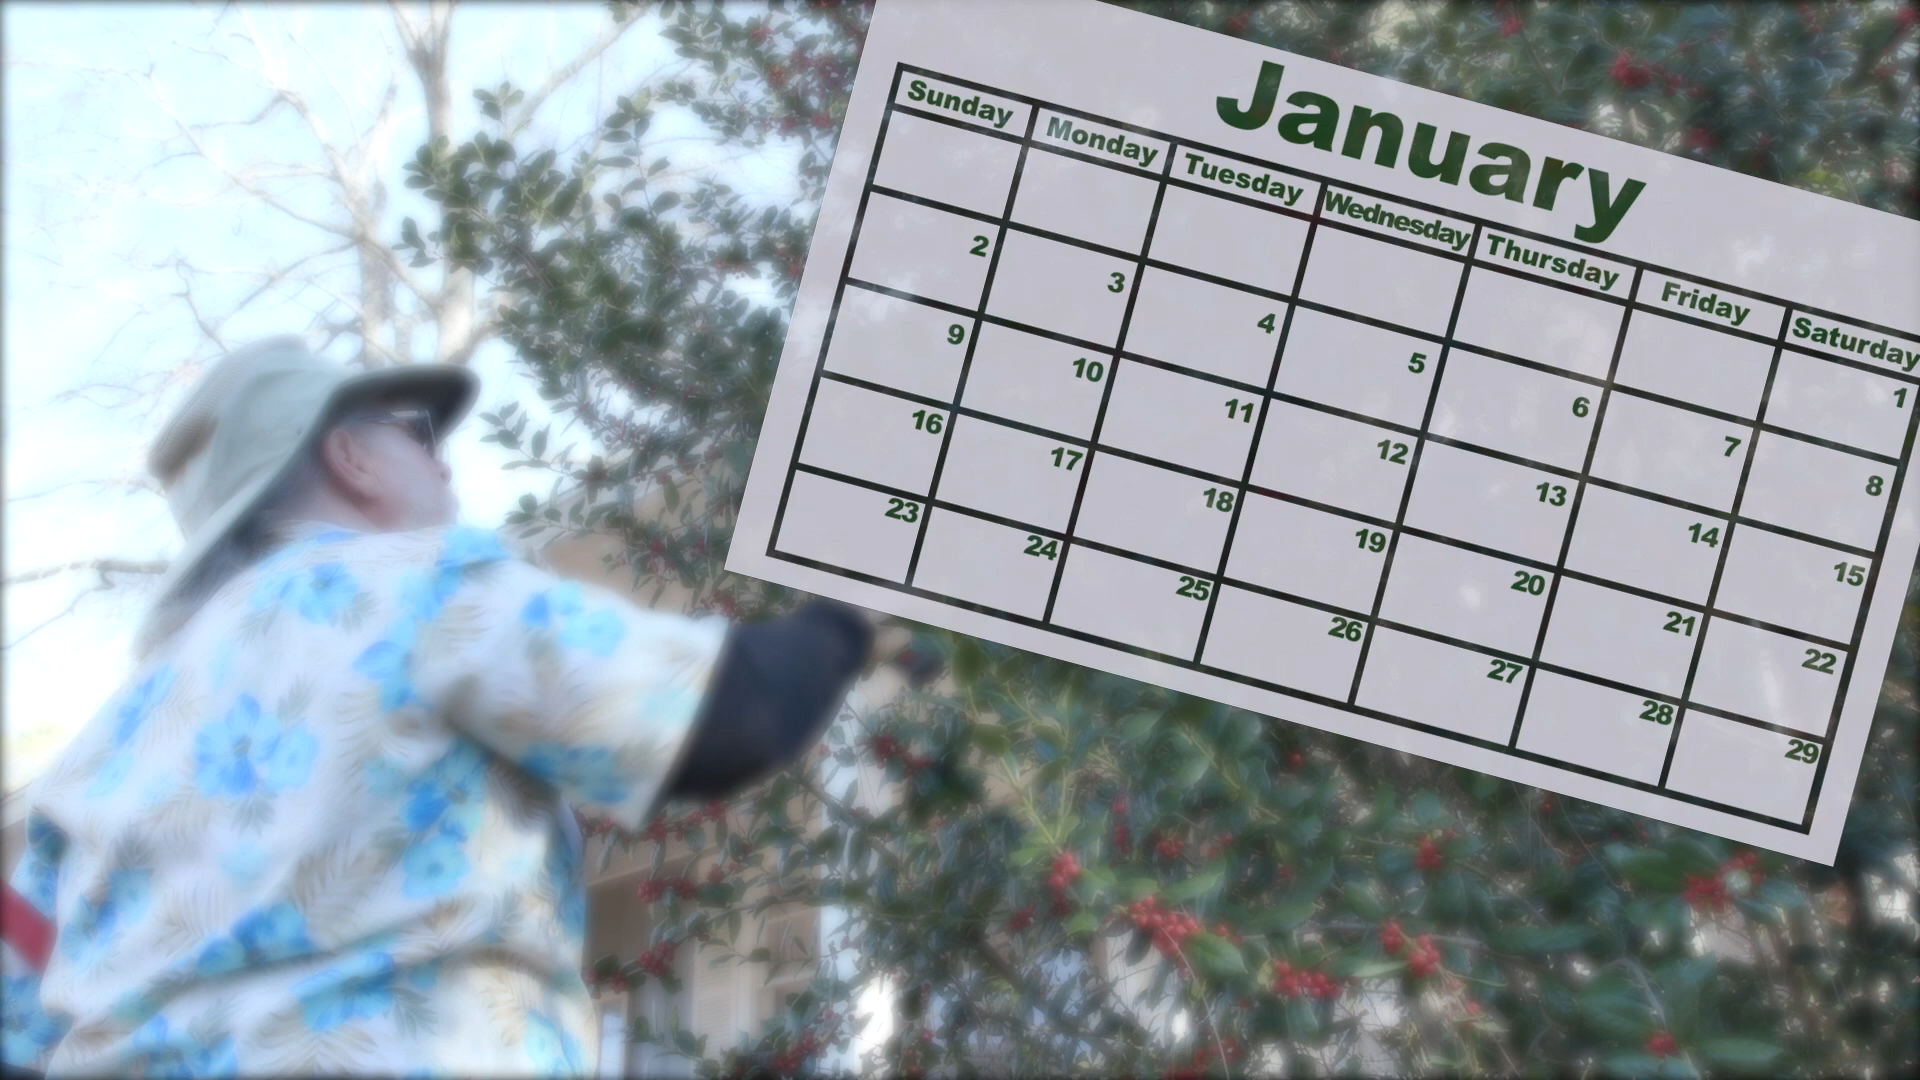 January
Sunday Monday Tuesday Wednesday Thursday Friday Saturday
1
2 3 4 5 6 7 8
9 10 11 12 13 14 15
16 17 18 19 20 21 22
23 24 25 26 27 28 29